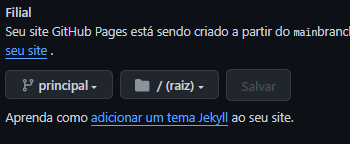 Filial
Seu site GitHub Pages está sendo criado a partir do mainbranc
seu site .
principal
/ (raiz)
Salvar
Aprenda como adicionar um tema Jekyll ao seu site.